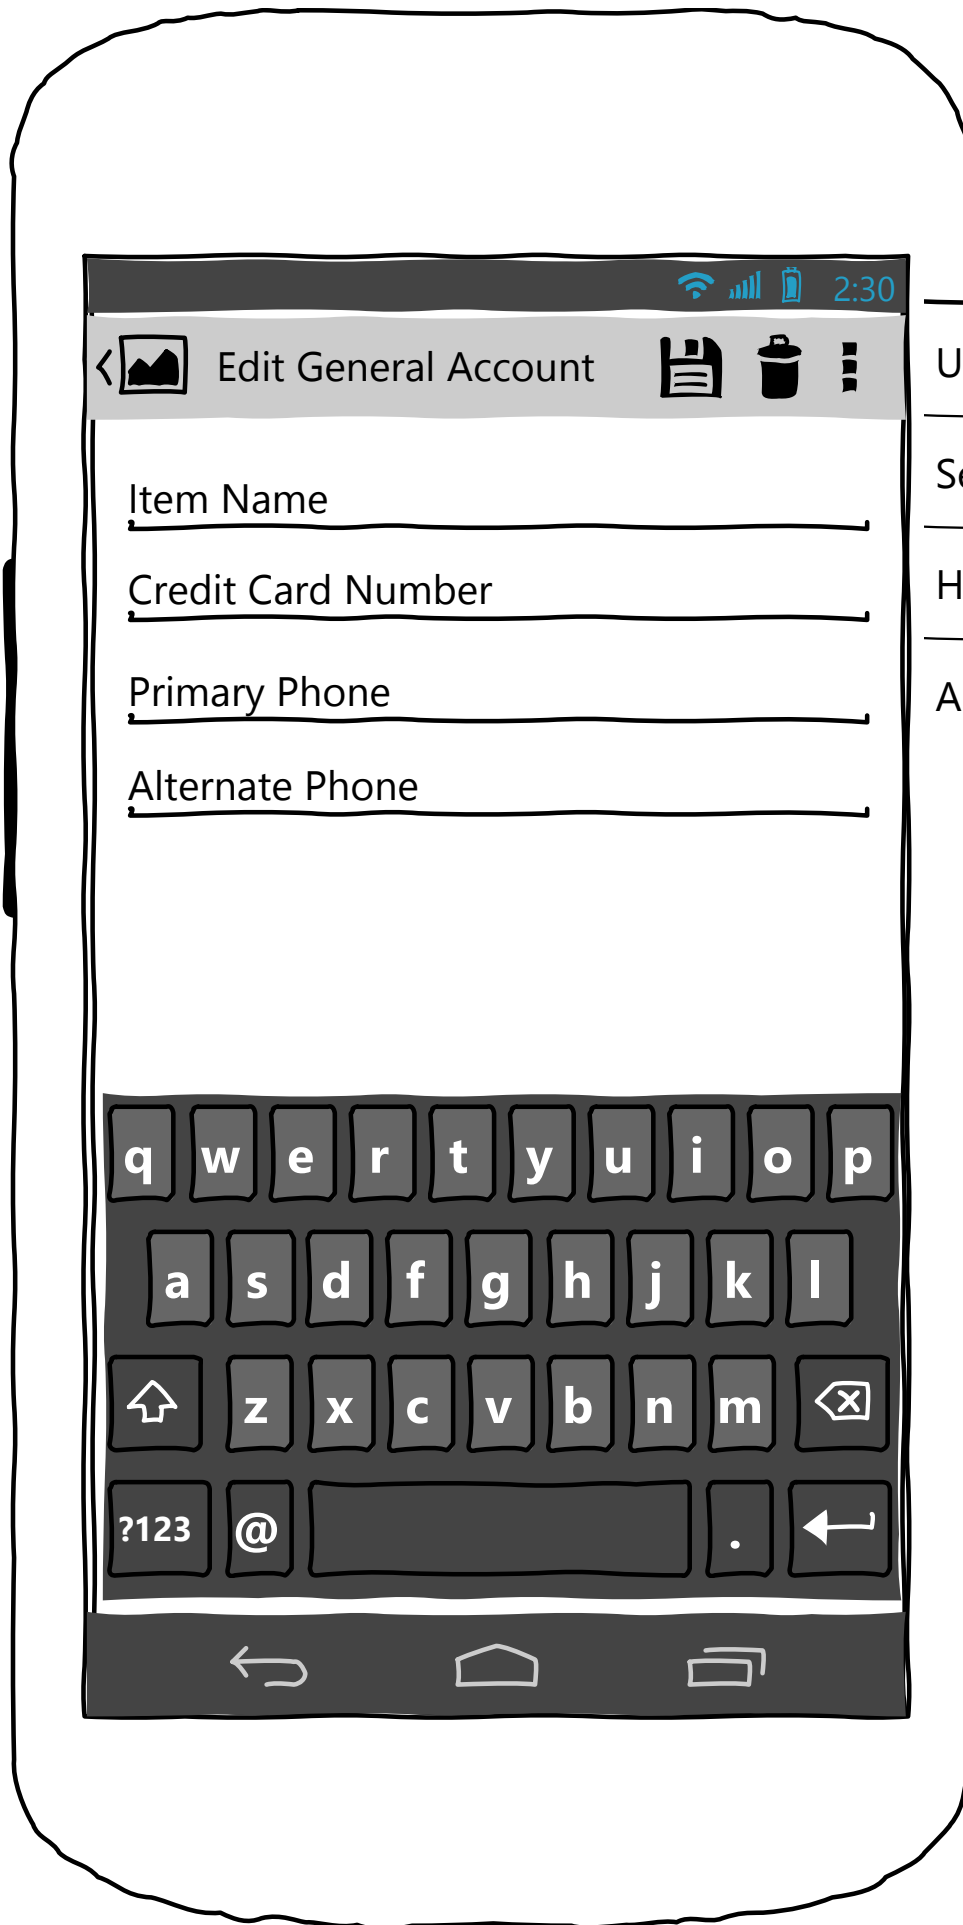 2:30
Edit General Account
Item Name
Credit Card Number
Primary Phone
Alternate Phone
q w e r t y u i o p
a s d f g h j k l
z x c v b n m
?123 @ .